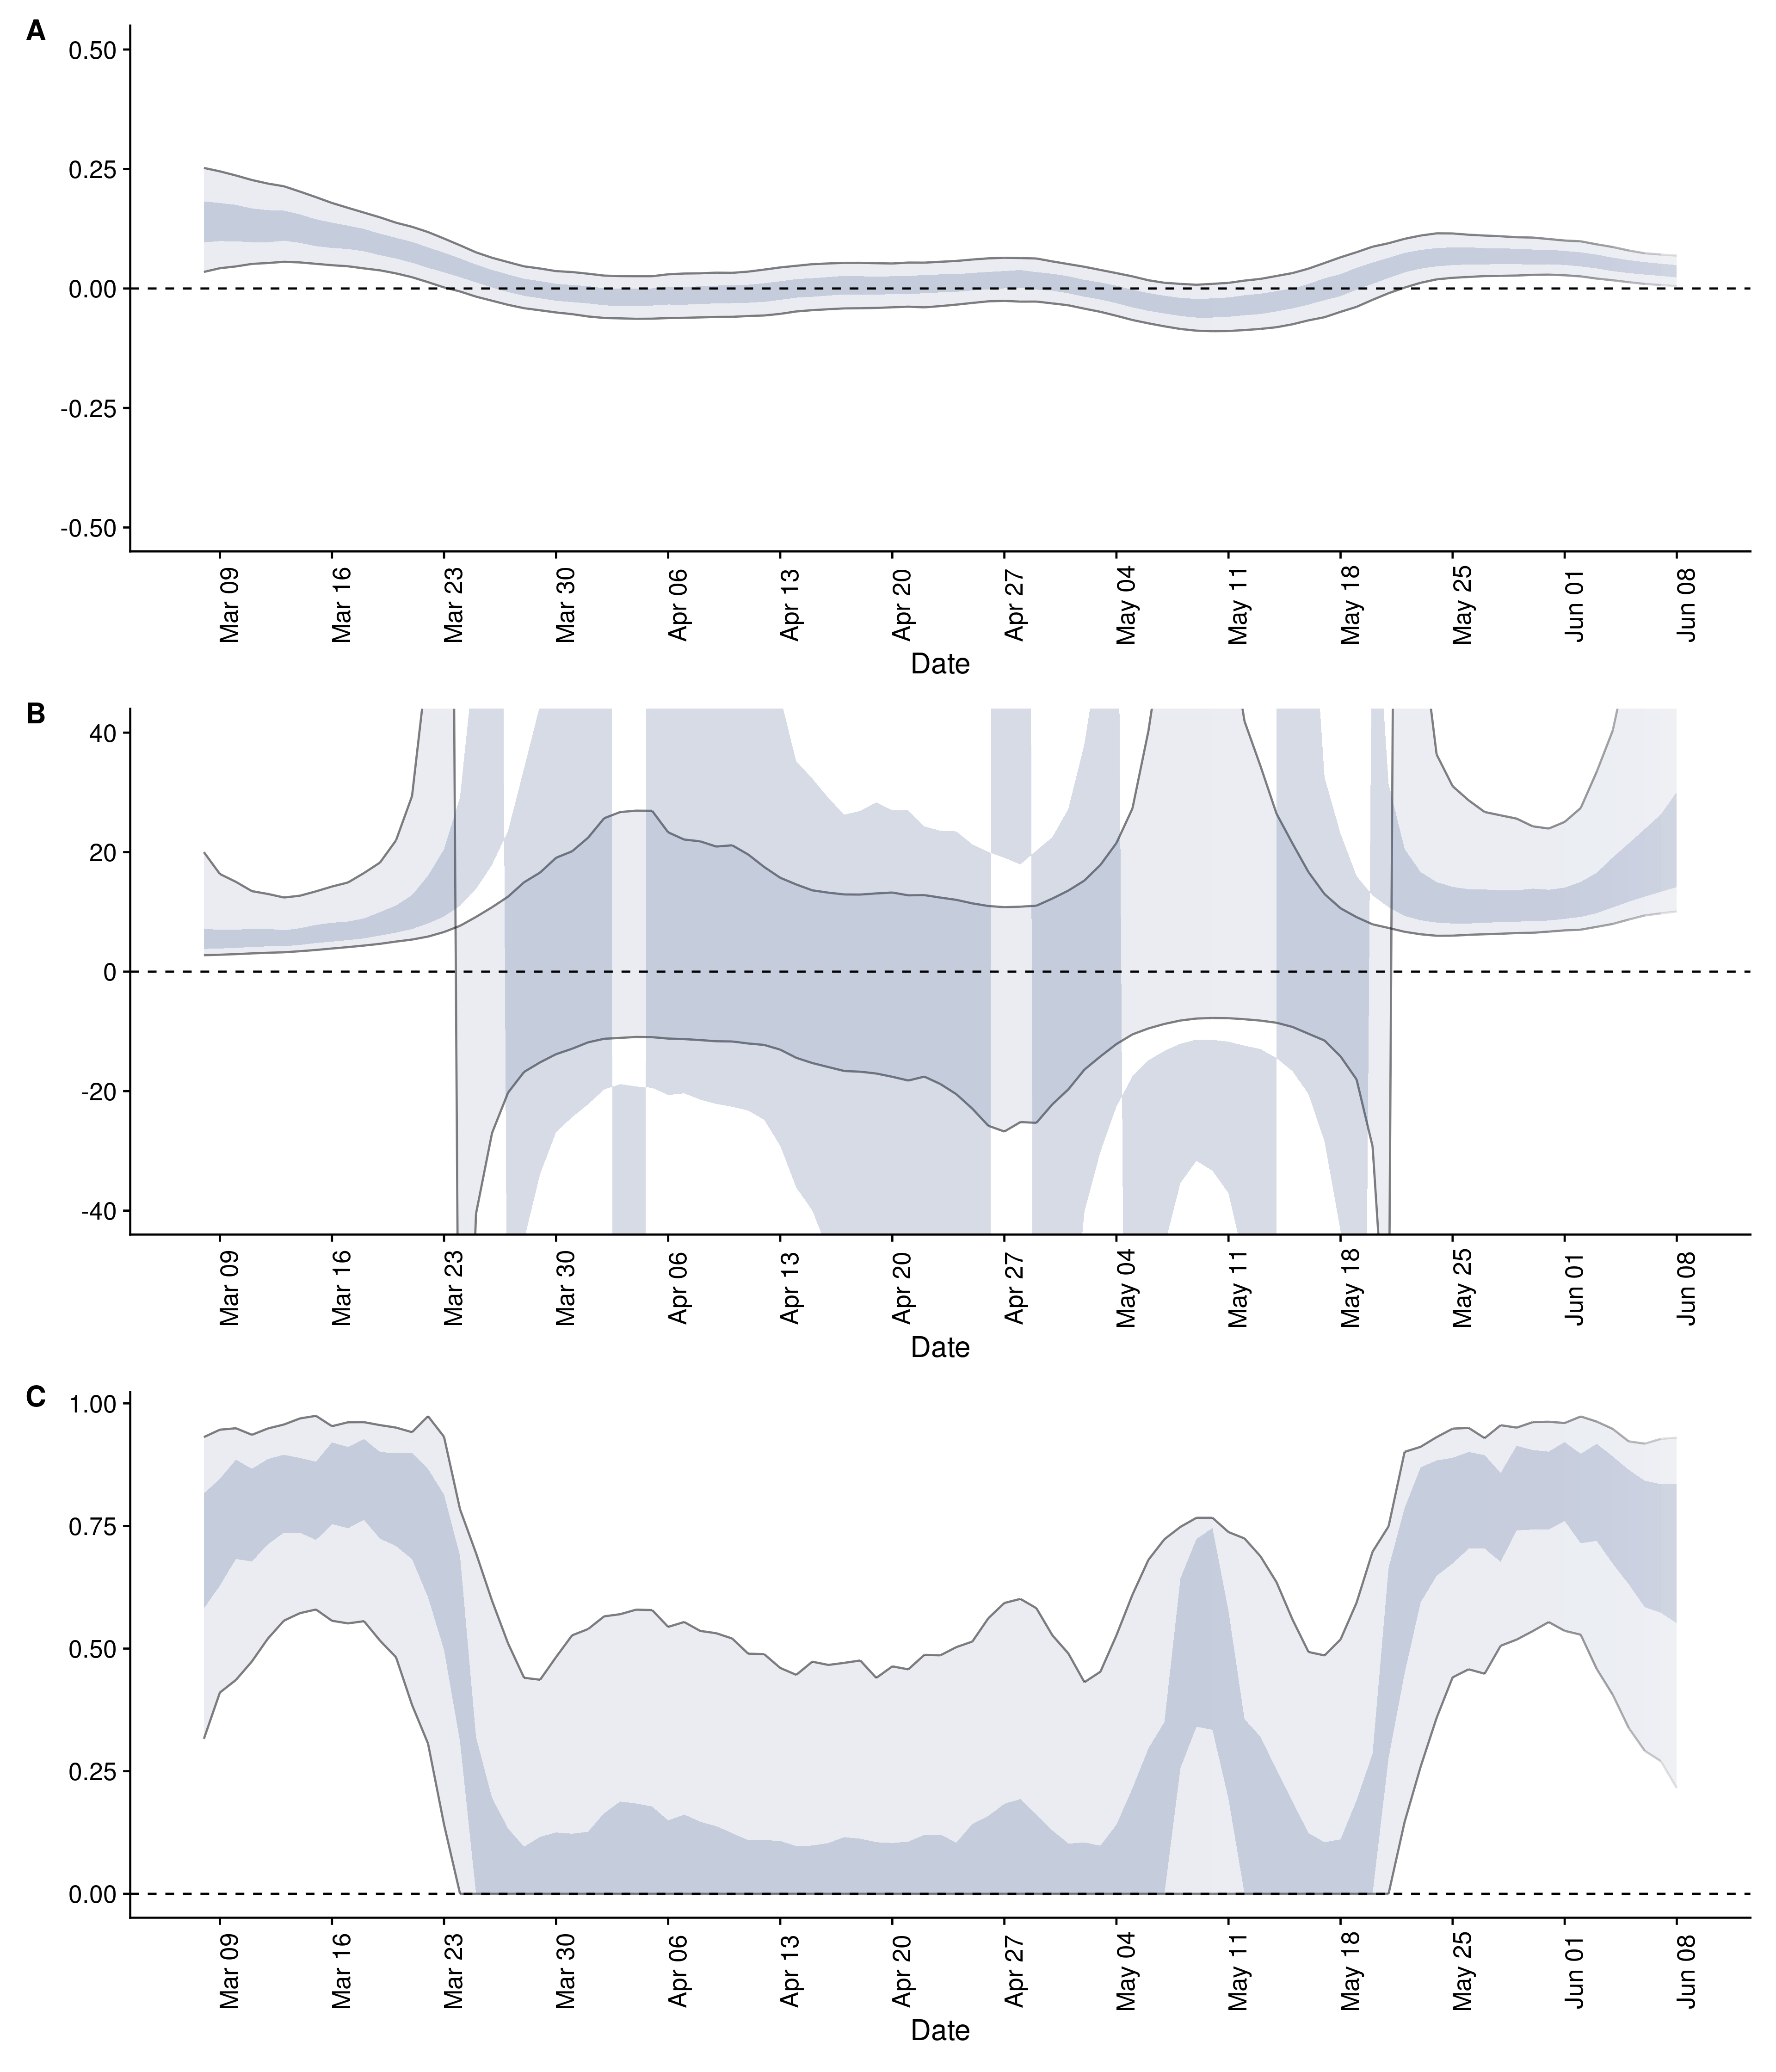 A
0.50
0.25
0.00
-0.25
-0.50
Mar 09
Mar 16
Mar 23
Mar 30
Apr 06
Apr 13
Apr 20
Apr 27
May 04
May 11
May 18
May 25
Jun 01
Jun 08
Date
B
40
20
0
-20
-40
Mar 09
Mar 16
Mar 23
Mar 30
Apr 06
Apr 13
Apr 20
Apr 27
May 04
May 11
May 18
May 25
Jun 01
Jun 08
Date
C
1.00
0.75
0.50
0.25
0.00
Mar 09
Mar 16
Mar 23
Mar 30
Apr 06
Apr 13
Apr 20
Apr 27
May 04
May 11
May 18
May 25
Jun 01
Jun 08
Date